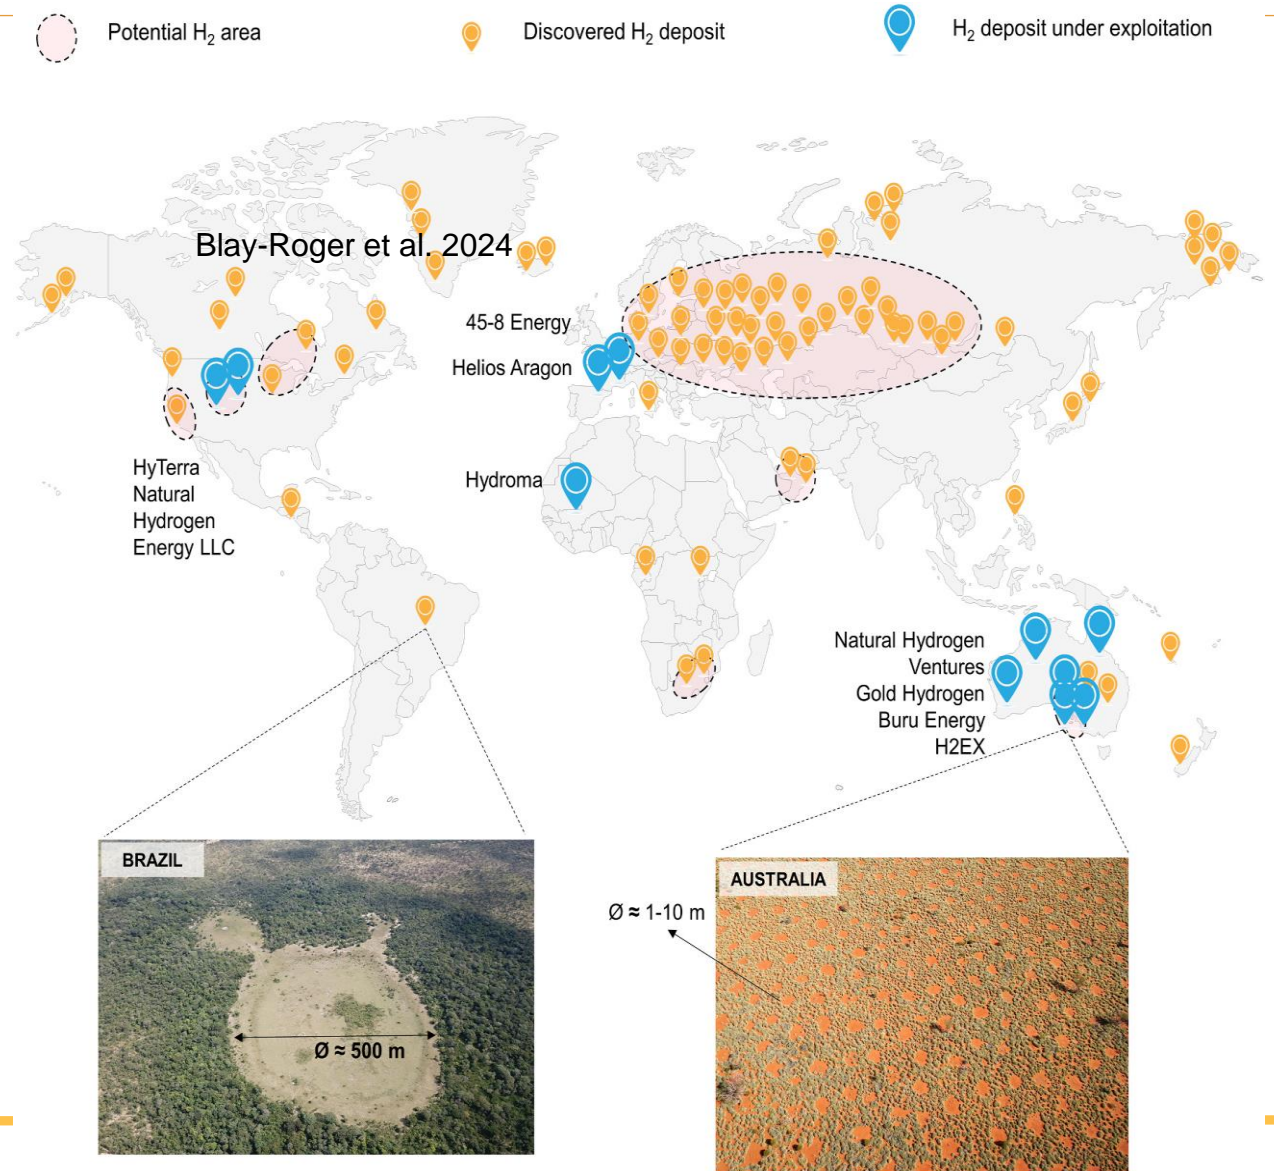 Potential H₂ area
Discovered H₂ deposit
H₂ deposit under exploitation
Blay-Roger et al. 2024
45-8 Energy
Helios Aragon
HyTerra
Natural
Hydrogen
Energy LLC
Hydroma
Natural Hydrogen
Ventures
Gold Hydrogen
Buru Energy
H2EX
BRAZIL
Ø ≈ 500 m
AUSTRALIA
Ø ≈ 1-10 m